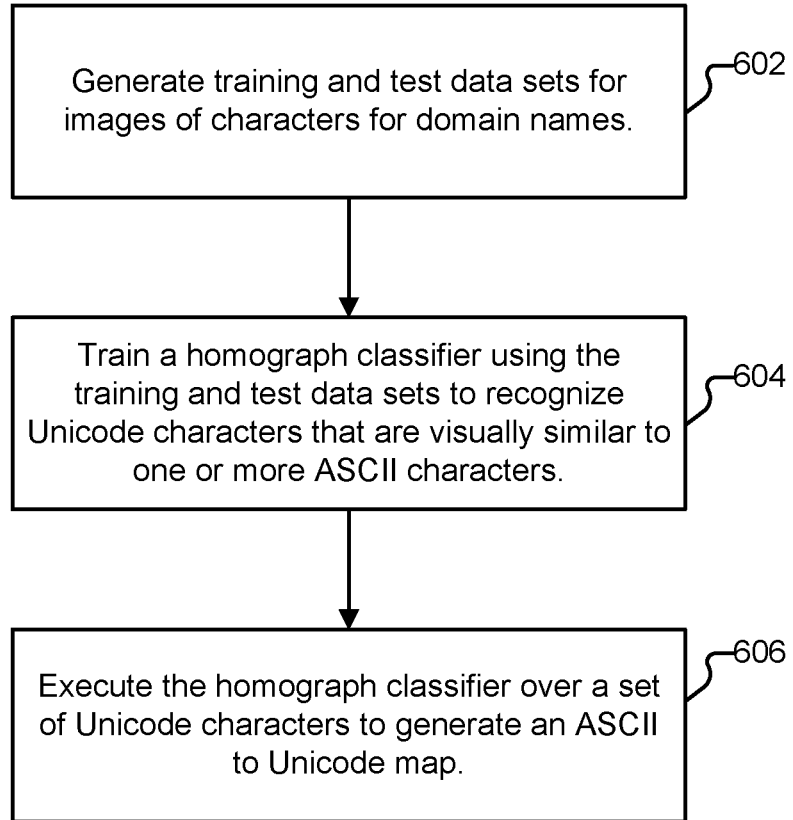 Generate training and test data sets for
images of characters for domain names.
602
Train a homograph classifier using the
training and test data sets to recognize
Unicode characters that are visually similar to
one or more ASCII characters.
604
Execute the homograph classifier over a set
of Unicode characters to generate an ASCII
to Unicode map.
606